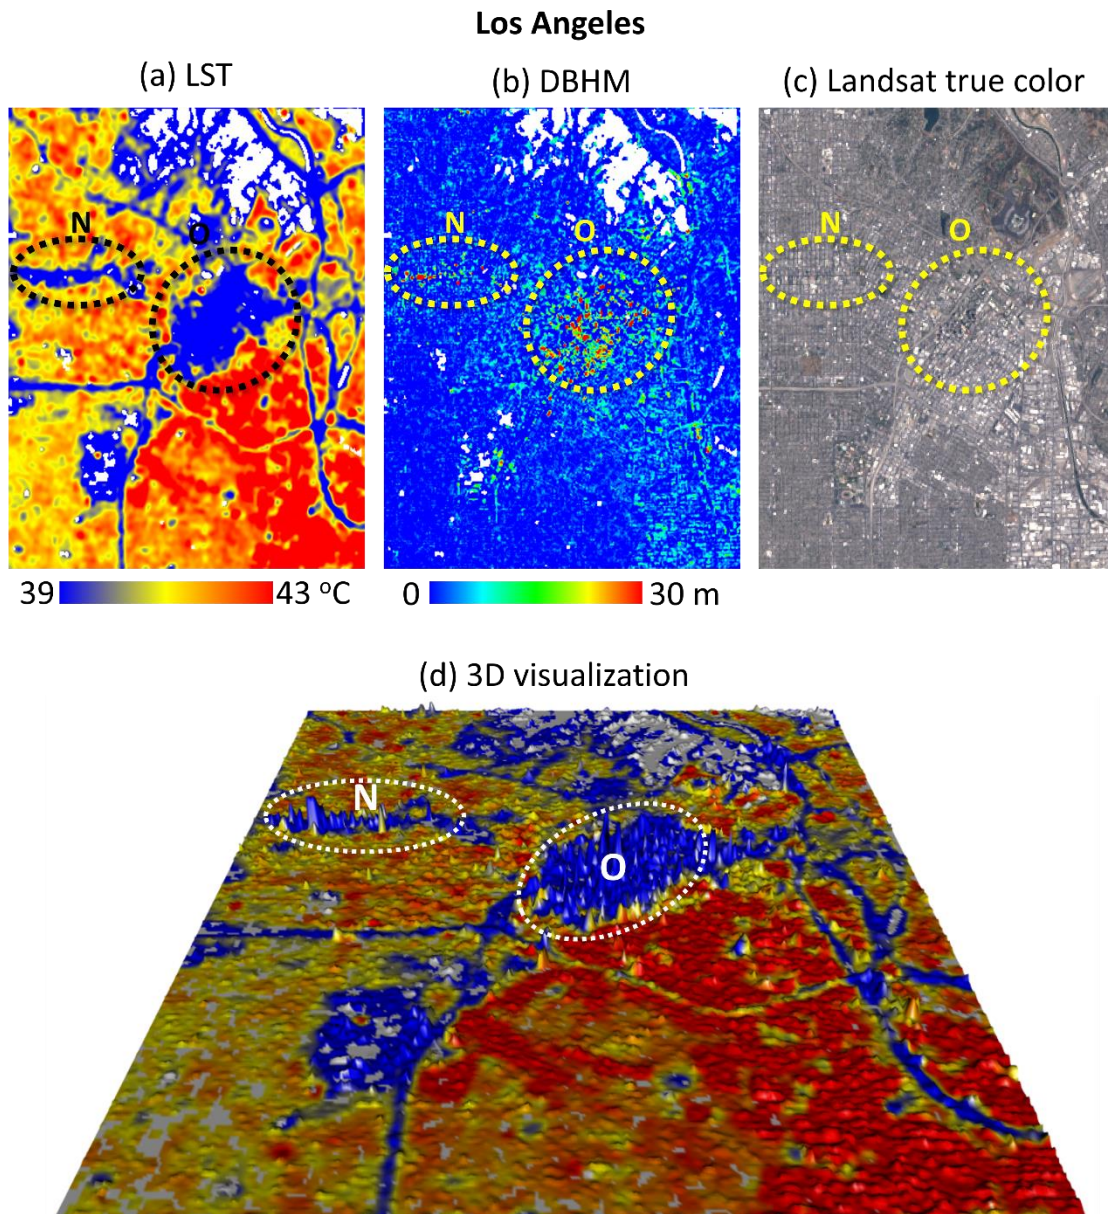 Los Angeles
(a) LST
(b) DBHM
(c) Landsat true color
N
O
N
O
N
O
39
43 °C
0
30 m
(d) 3D visualization
N
O